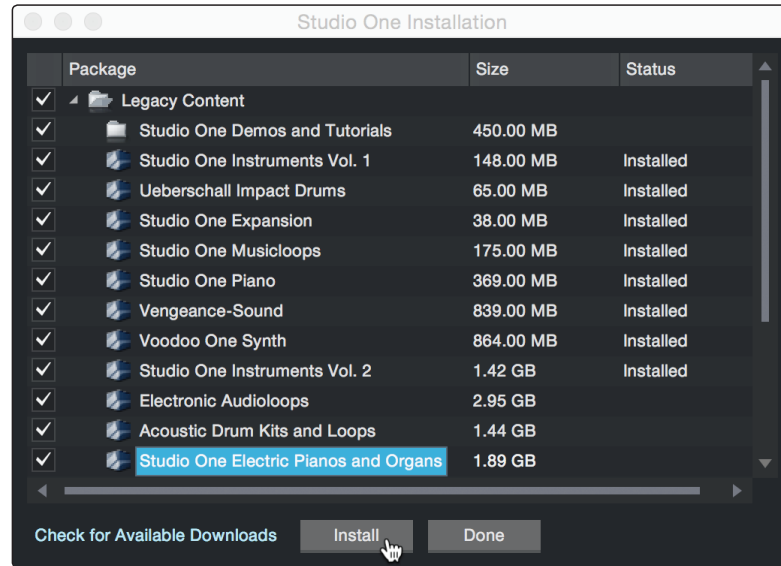 Studio One Installation
Package Size Status
Legacy Content
Studio One Demos and Tutorials 450.00 MB
Studio One Instruments Vol. 1 148.00 MB Installed
Ueberschall Impact Drums 65.00 MB Installed
Studio One Expansion 38.00 MB Installed
Studio One Musicloops 175.00 MB Installed
Studio One Piano 369.00 MB Installed
Vengeance-Sound 839.00 MB Installed
Voodoo One Synth 864.00 MB Installed
Studio One Instruments Vol. 2 1.42 GB Installed
Electronic Audioloops 2.95 GB
Acoustic Drum Kits and Loops 1.44 GB
Studio One Electric Pianos and Organs 1.89 GB
Check for Available Downloads Install Done